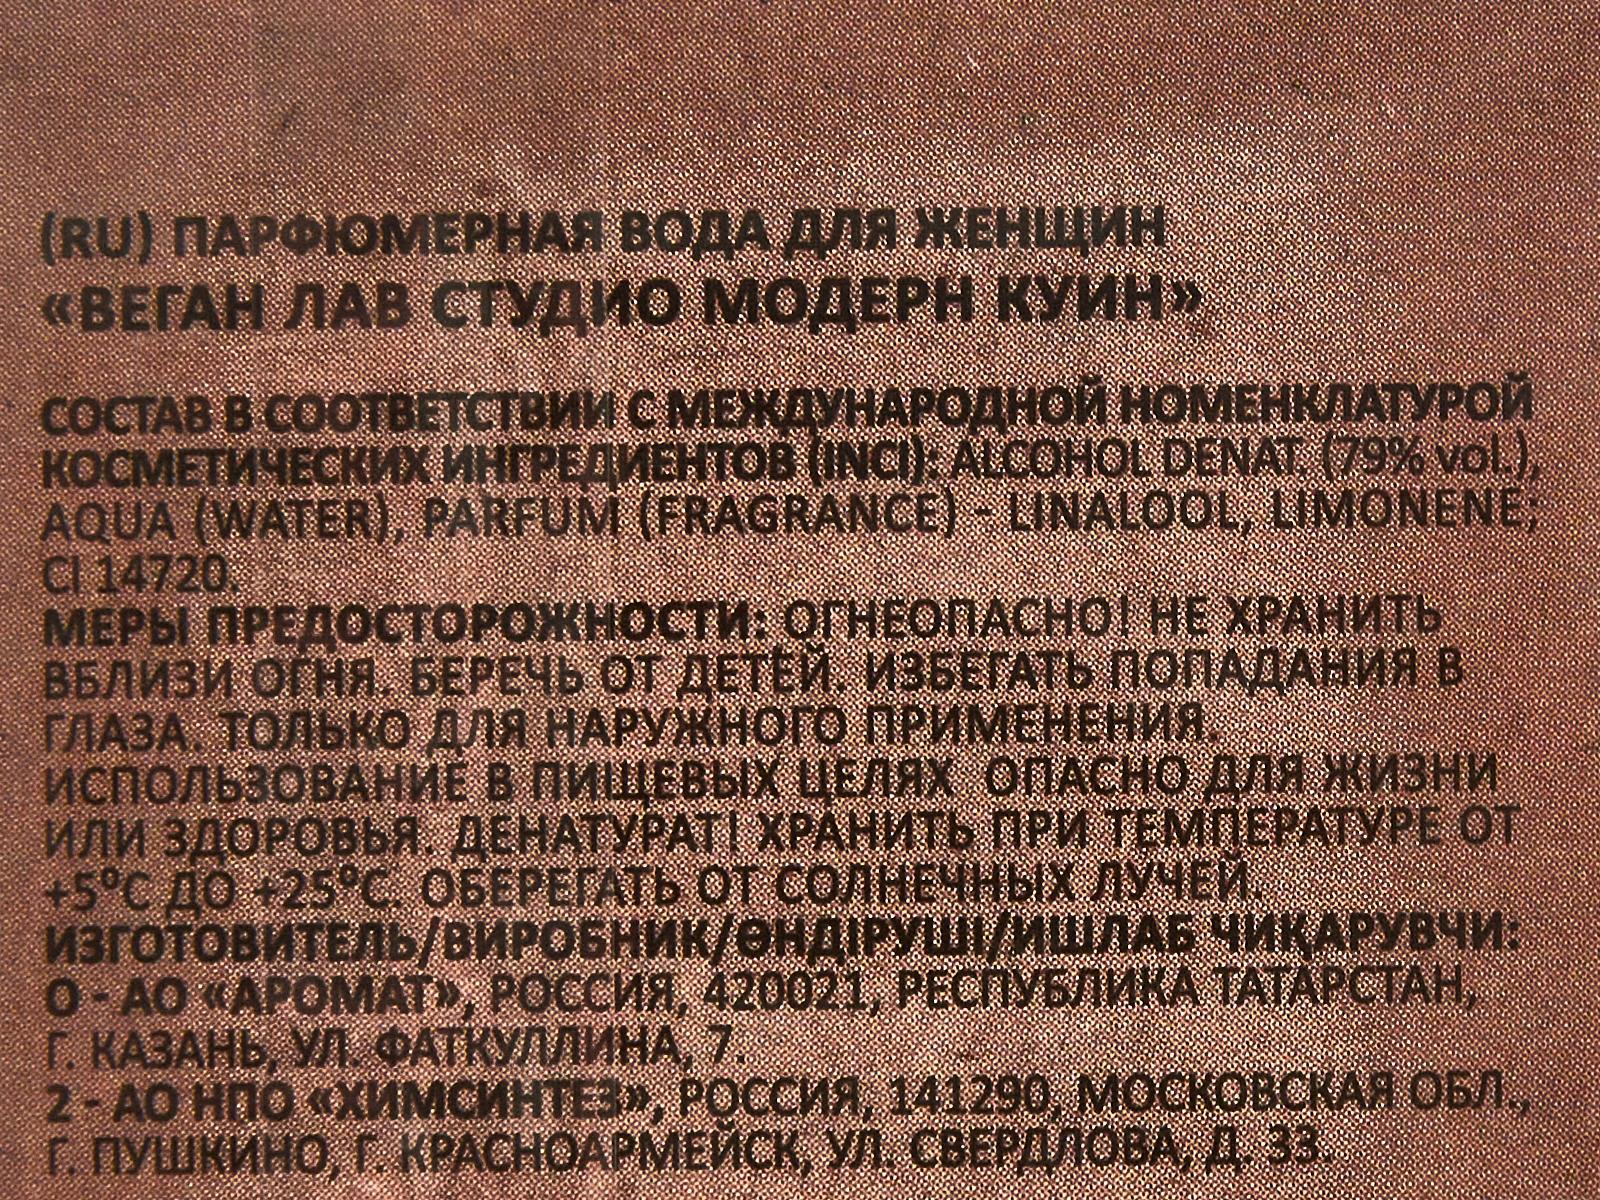 (RU) ПАРФЮМЕРНАЯ ВОДА ДЛЯ ЖЕНЩИН
«ВЕГАН ЛАВ СТУДИО МОДЕРН КУИН»
СОСТАВ В СООТВЕТСТВИИ С МЕЖДУНАРОДНОЙ НОМЕНКЛАТУРОЙ
КОСМЕТИЧЕСКИХ ИНГРЕДИЕНТОВ (INCI): ALCOHOL DENAT. (79% vol.),
AQUA (WATER), PARFUM (FRAGRANCE) - LINALOOL, LIMONENE;
CI 14720.
МЕРЫ ПРЕДОСТОРОЖНОСТИ: ОГНЕОПАСНО! НЕ ХРАНИТЬ
ВБЛИЗИ ОГНЯ. БЕРЕЧЬ ОТ ДЕТЕЙ. ИЗБЕГАТЬ ПОПАДАНИЯ В
ГЛАЗА. ТОЛЬКО ДЛЯ НАРУЖНОГО ПРИМЕНЕНИЯ.
ИСПОЛЬЗОВАНИЕ В ПИЩЕВЫХ ЦЕЛЯХ ОПАСНО ДЛЯ ЖИЗНИ
ИЛИ ЗДОРОВЬЯ. ДЕНАТУРАТ! ХРАНИТЬ ПРИ ТЕМПЕРАТУРЕ ОТ
+5°C ДО +25°C. ОБЕРЕГАТЬ ОТ СОЛНЕЧНЫХ ЛУЧЕЙ.
ИЗГОТОВИТЕЛЬ/ВИРОБНИК/ӨНДІРУШІ/ИШЛАБ ЧИҚАРУВЧИ:
0 - АО «АРОМАТ», РОССИЯ, 420021, РЕСПУБЛИКА ТАТАРСТАН,
Г. КАЗАНЬ, УЛ. ФАТКУЛЛИНА, 7.
2 - АО НПО «ХИМСИНТЕЗ», РОССИЯ, 141290, МОСКОВСКАЯ ОБЛ.,
Г. ПУШКИНО, Г. КРАСНОАРМЕЙСК, УЛ. СВЕРДЛОВА, Д. 33.